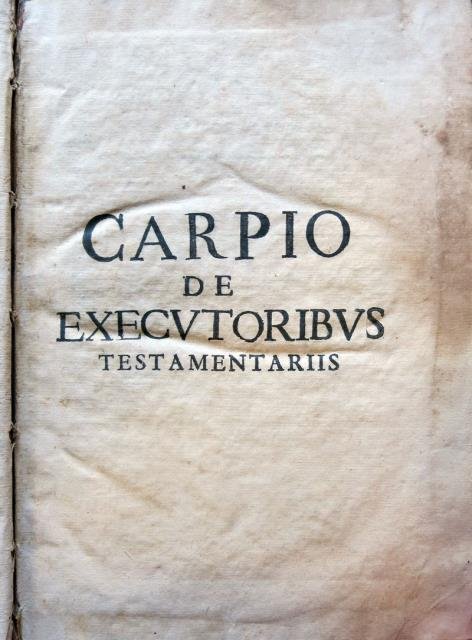 CARPIO
DE
EXECVTORIBVS
TESTAMENTARIIS